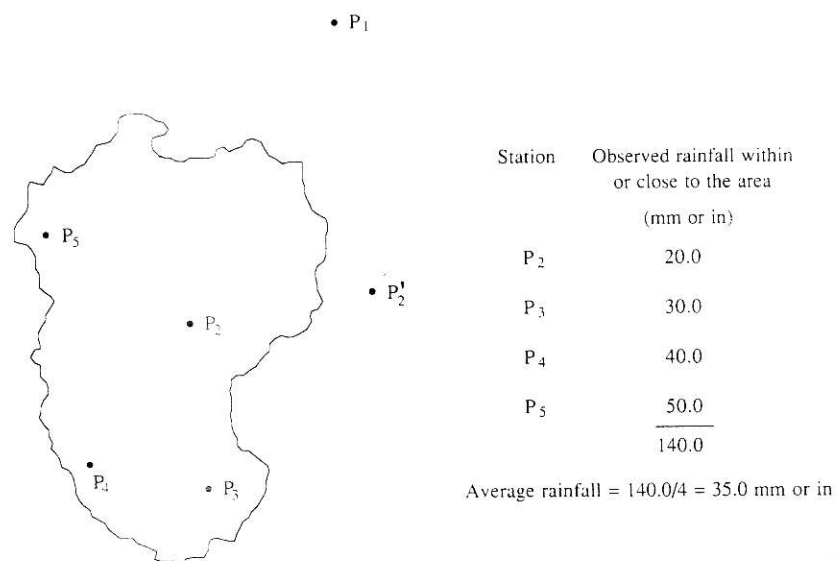 P₁
P₅
P₂'
P₂
P₄
P₃
Station Observed rainfall within
or close to the area
(mm or in)
P₂ 20.0
P₃ 30.0
P₄ 40.0
P₅ 50.0
140.0
Average rainfall = 140.0/4 = 35.0 mm or in